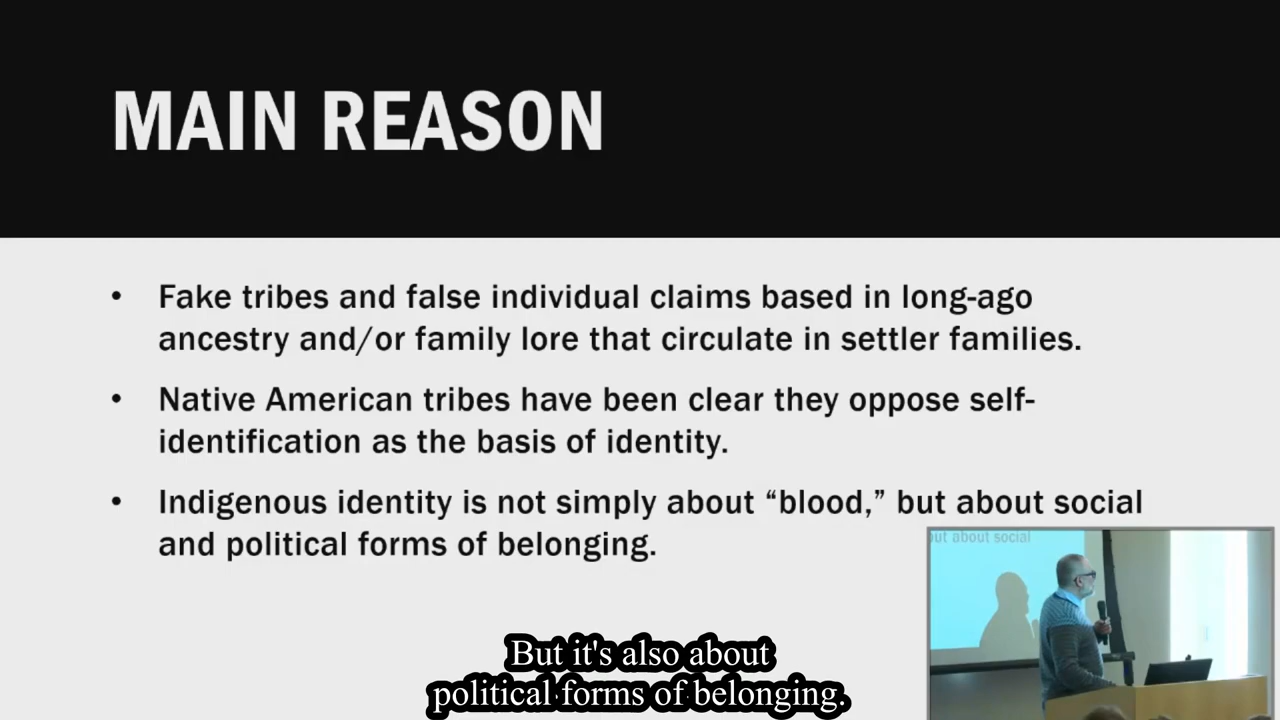 MAIN REASON
• Fake tribes and false individual claims based in long-ago
ancestry and/or family lore that circulate in settler families.
• Native American tribes have been clear they oppose self-
identification as the basis of identity.
• Indigenous identity is not simply about “blood,” but about social
and political forms of belonging.
but about social
But it's also about
political forms of belonging.